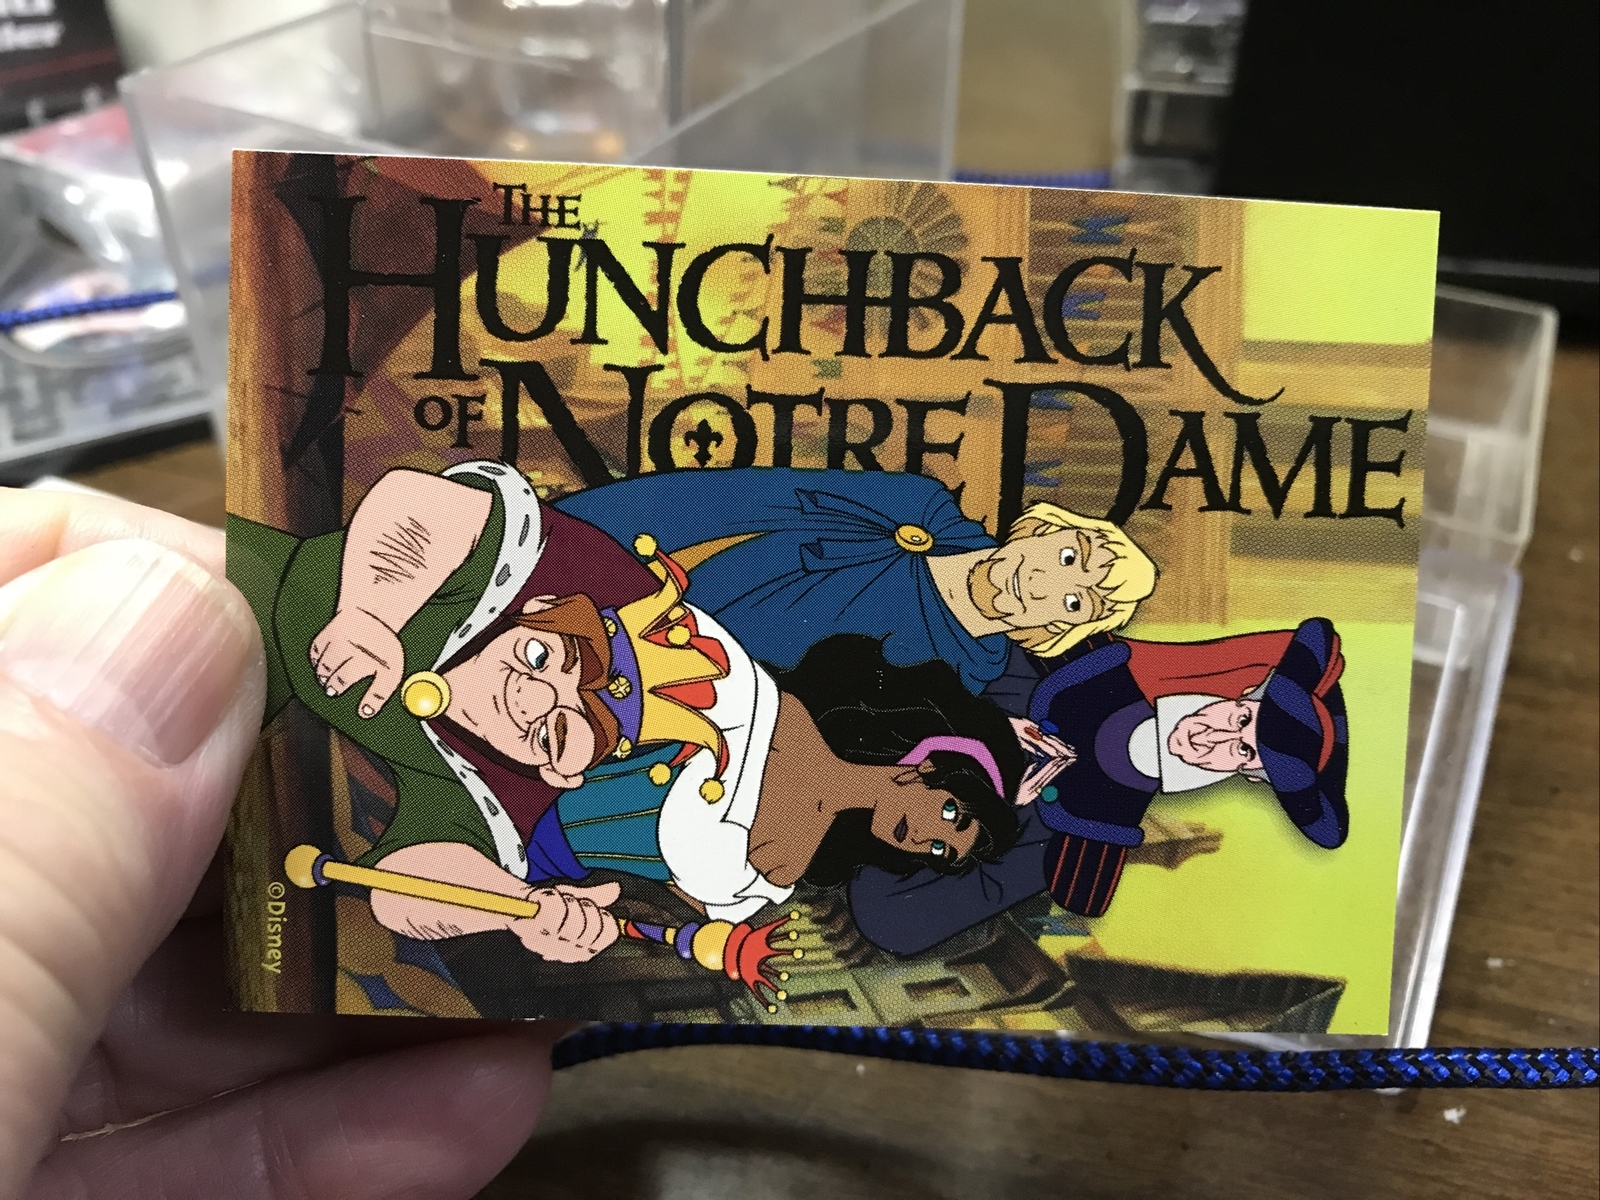 THE
HUNCHBACK
OF NOTRE DAME
©Disney